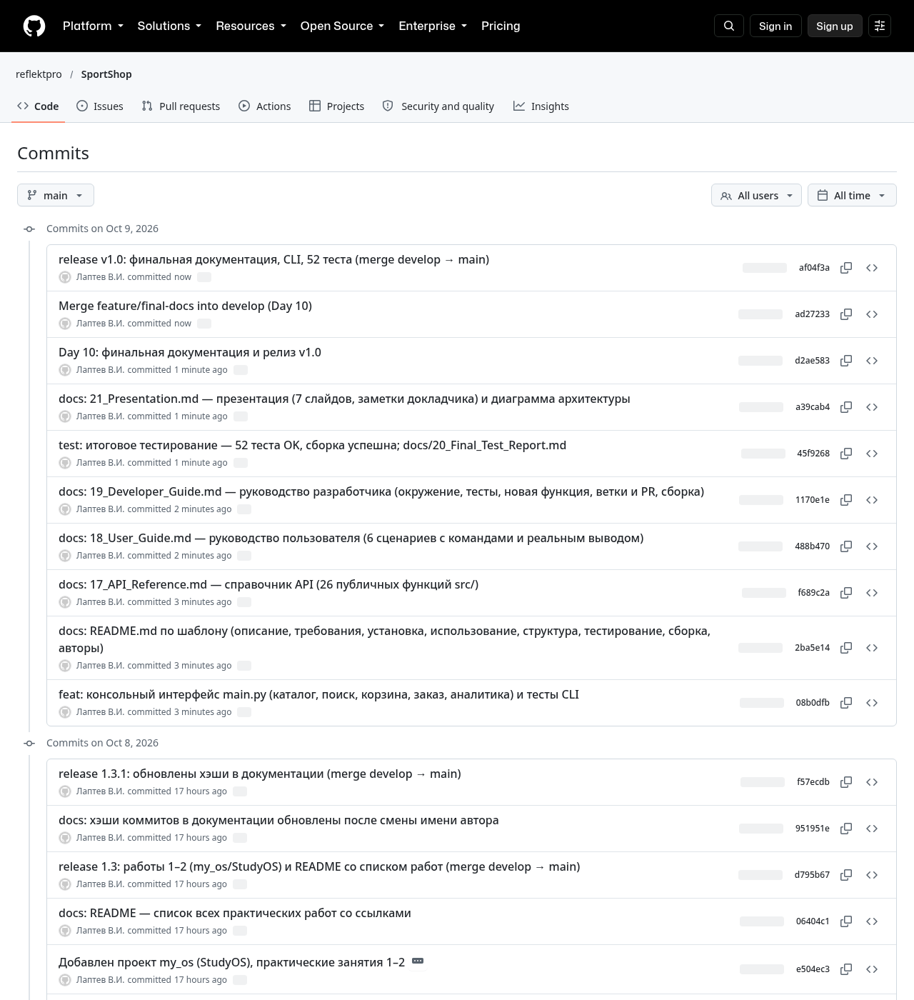 Platform Solutions Resources Open Source Enterprise Pricing Sign in Sign up
reflektpro / SportShop
Code Issues Pull requests Actions Projects Security and quality Insights
Commits
main All users All time
Commits on Oct 9, 2026
release v1.0: финальная документация, CLI, 52 теста (merge develop → main)
Лаптев В.И. committed now
af04f3a
Merge feature/final-docs into develop (Day 10)
Лаптев В.И. committed now
ad27233
Day 10: финальная документация и релиз v1.0
Лаптев В.И. committed 1 minute ago
d2ae583
docs: 21_Presentation.md — презентация (7 слайдов, заметки докладчика) и диаграмма архитектуры
Лаптев В.И. committed 1 minute ago
a39cab4
test: итоговое тестирование — 52 теста OK, сборка успешна; docs/20_Final_Test_Report.md
Лаптев В.И. committed 1 minute ago
45f9268
docs: 19_Developer_Guide.md — руководство разработчика (окружение, тесты, новая функция, ветки и PR, сборка)
Лаптев В.И. committed 2 minutes ago
1170e1e
docs: 18_User_Guide.md — руководство пользователя (6 сценариев с командами и реальным выводом)
Лаптев В.И. committed 2 minutes ago
488b470
docs: 17_API_Reference.md — справочник API (26 публичных функций src/)
Лаптев В.И. committed 3 minutes ago
f689c2a
docs: README.md по шаблону (описание, требования, установка, использование, структура, тестирование, сборка,
авторы)
Лаптев В.И. committed 3 minutes ago
2ba5e14
feat: консольный интерфейс main.py (каталог, поиск, корзина, заказ, аналитика) и тесты CLI
Лаптев В.И. committed 3 minutes ago
08b0dfb
Commits on Oct 8, 2026
release 1.3.1: обновлены хэши в документации (merge develop → main)
Лаптев В.И. committed 17 hours ago
f57ecdb
docs: хэши коммитов в документации обновлены после смены имени автора
Лаптев В.И. committed 17 hours ago
951951e
release 1.3: работы 1–2 (my_os/StudyOS) и README со списком работ (merge develop → main)
Лаптев В.И. committed 17 hours ago
d795b67
docs: README — список всех практических работ со ссылками
Лаптев В.И. committed 17 hours ago
06404c1
Добавлен проект my_os (StudyOS), практические занятия 1–2
Лаптев В.И. committed 17 hours ago
e504ec3